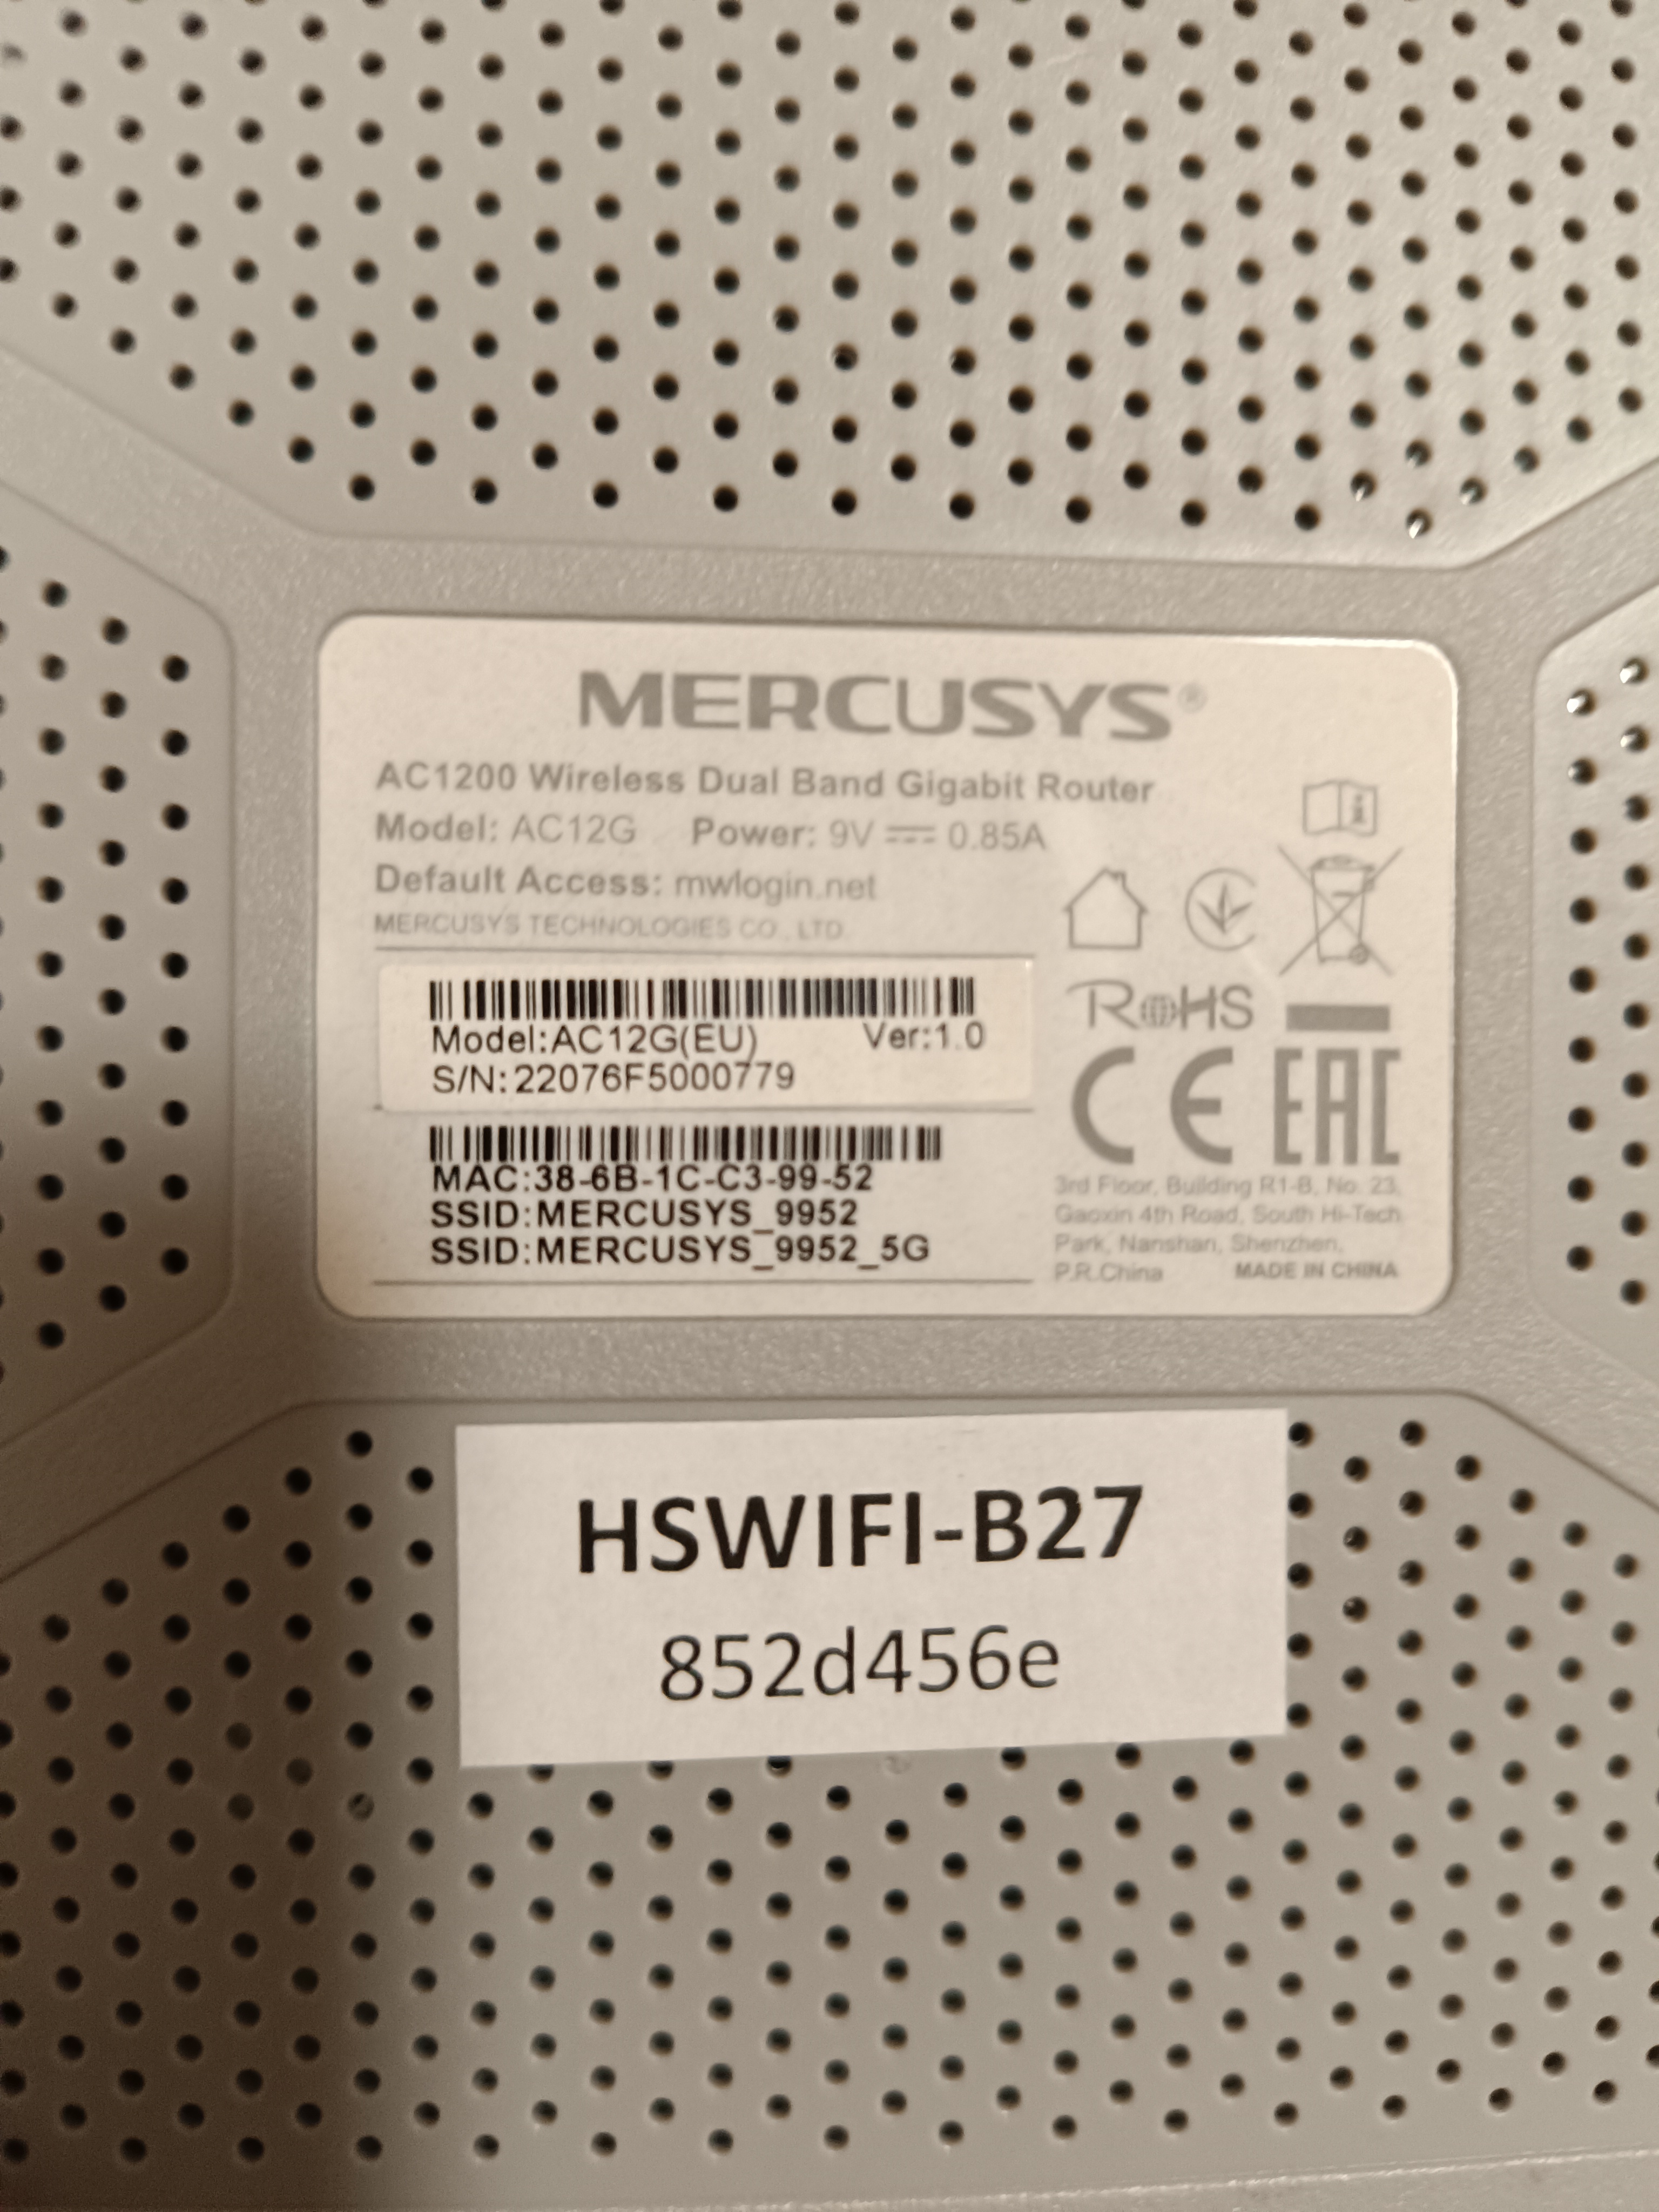 MERCUSYS®
AC1200 Wireless Dual Band Gigabit Router
Model: AC12G Power: 9V ⎓ 0.85A
Default Access: mwlogin.net
MERCUSYS TECHNOLOGIES CO., LTD.
Model:AC12G(EU) Ver:1.0
S/N:22076F5000779
MAC:38-6B-1C-C3-99-52
SSID:MERCUSYS_9952
SSID:MERCUSYS_9952_5G
RoHS
CE EAC
3rd Floor, Building R1-B, No. 23,
Gaoxin 4th Road, South Hi-Tech
Park, Nanshan, Shenzhen,
P.R.China MADE IN CHINA
HSWIFI-B27
852d456e